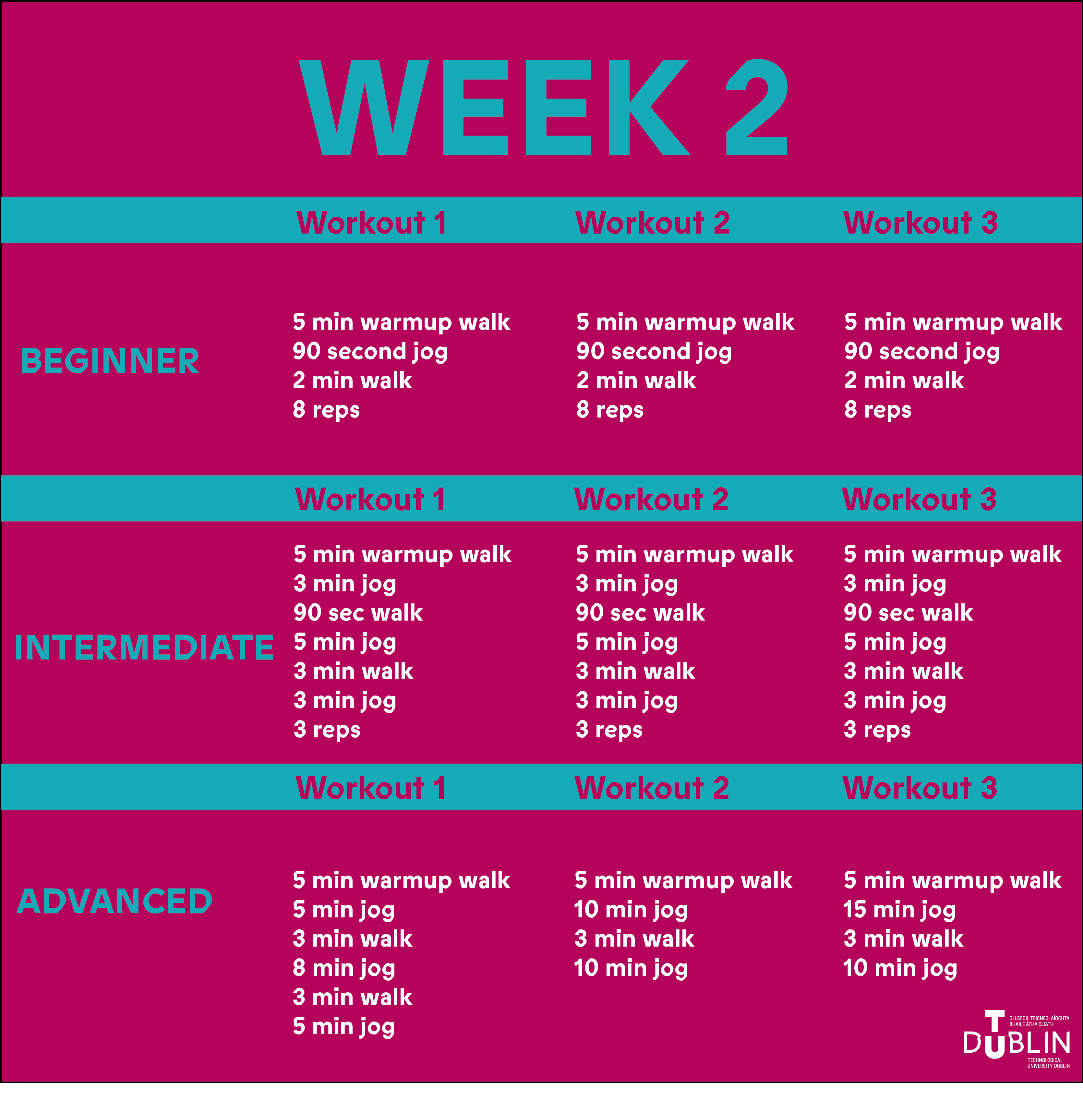 WEEK 2
Workout 1 Workout 2 Workout 3
BEGINNER
5 min warmup walk
90 second jog
2 min walk
8 reps
5 min warmup walk
90 second jog
2 min walk
8 reps
5 min warmup walk
90 second jog
2 min walk
8 reps
Workout 1 Workout 2 Workout 3
INTERMEDIATE
5 min warmup walk
3 min jog
90 sec walk
5 min jog
3 min walk
3 min jog
3 reps
5 min warmup walk
3 min jog
90 sec walk
5 min jog
3 min walk
3 min jog
3 reps
5 min warmup walk
3 min jog
90 sec walk
5 min jog
3 min walk
3 min jog
3 reps
Workout 1 Workout 2 Workout 3
ADVANCED
5 min warmup walk
5 min jog
3 min walk
8 min jog
3 min walk
5 min jog
5 min warmup walk
10 min jog
3 min walk
10 min jog
5 min warmup walk
15 min jog
3 min walk
10 min jog
OLLSCOIL TEICNEOLAÍOCHTA
BHAILE ÁTHA CLIATH
TU DUBLIN
TECHNOLOGICAL
UNIVERSITY DUBLIN